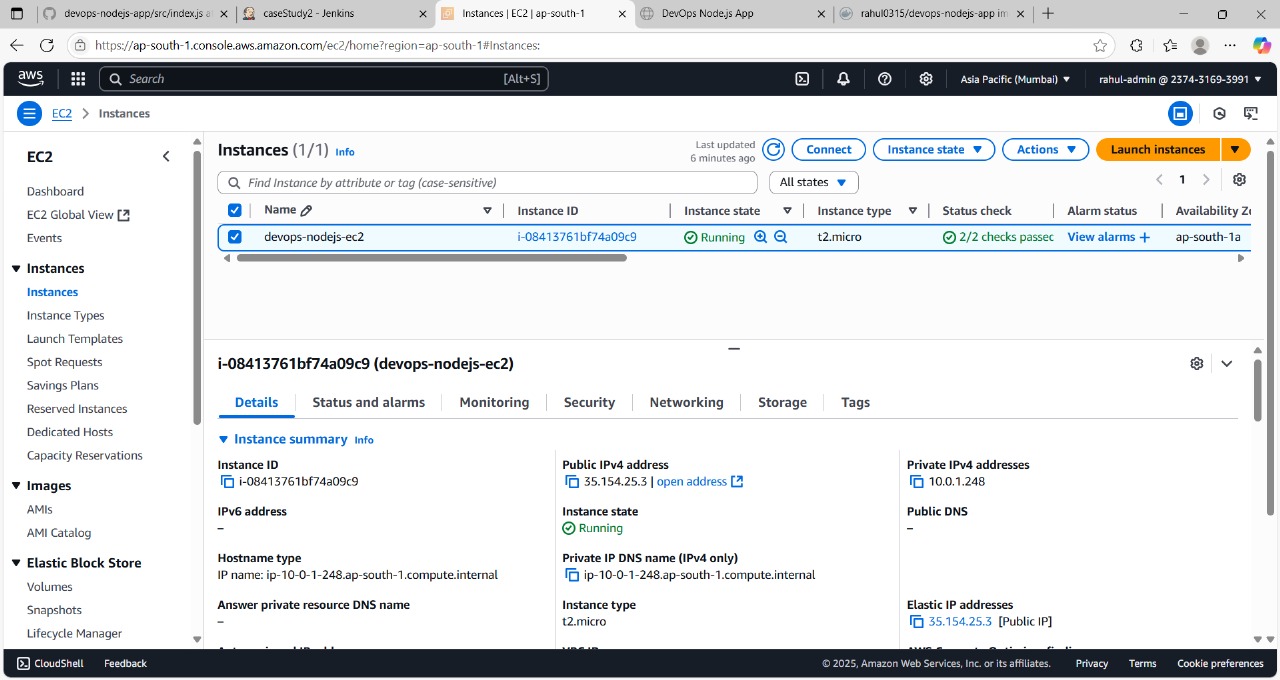 devops-nodejs-app/src/index.js a
caseStudy2 - Jenkins
Instances | EC2 | ap-south-1
DevOps Node.js App
rahul0315/devops-nodejs-app im
https://ap-south-1.console.aws.amazon.com/ec2/home?region=ap-south-1#Instances:
aws
Search
[Alt+S]
Asia Pacific (Mumbai)
rahul-admin @ 2374-3169-3991
EC2
Instances
EC2
Dashboard
EC2 Global View
Events
Instances
Instances
Instance Types
Launch Templates
Spot Requests
Savings Plans
Reserved Instances
Dedicated Hosts
Capacity Reservations
Images
AMIs
AMI Catalog
Elastic Block Store
Volumes
Snapshots
Lifecycle Manager
Instances (1/1) Info
Last updated
6 minutes ago
Connect
Instance state
Actions
Launch instances
Find Instance by attribute or tag (case-sensitive)
All states
1
Name
Instance ID
Instance state
Instance type
Status check
Alarm status
Availability Z
devops-nodejs-ec2
i-08413761bf74a09c9
Running
t2.micro
2/2 checks passec
View alarms +
ap-south-1a
i-08413761bf74a09c9 (devops-nodejs-ec2)
Details
Status and alarms
Monitoring
Security
Networking
Storage
Tags
Instance summary Info
Instance ID
i-08413761bf74a09c9
Public IPv4 address
35.154.25.3 | open address
Private IPv4 addresses
10.0.1.248
IPv6 address
–
Instance state
Running
Public DNS
–
Hostname type
IP name: ip-10-0-1-248.ap-south-1.compute.internal
Private IP DNS name (IPv4 only)
ip-10-0-1-248.ap-south-1.compute.internal
Answer private resource DNS name
–
Instance type
t2.micro
Elastic IP addresses
35.154.25.3 [Public IP]
CloudShell
Feedback
© 2025, Amazon Web Services, Inc. or its affiliates.
Privacy
Terms
Cookie preferences